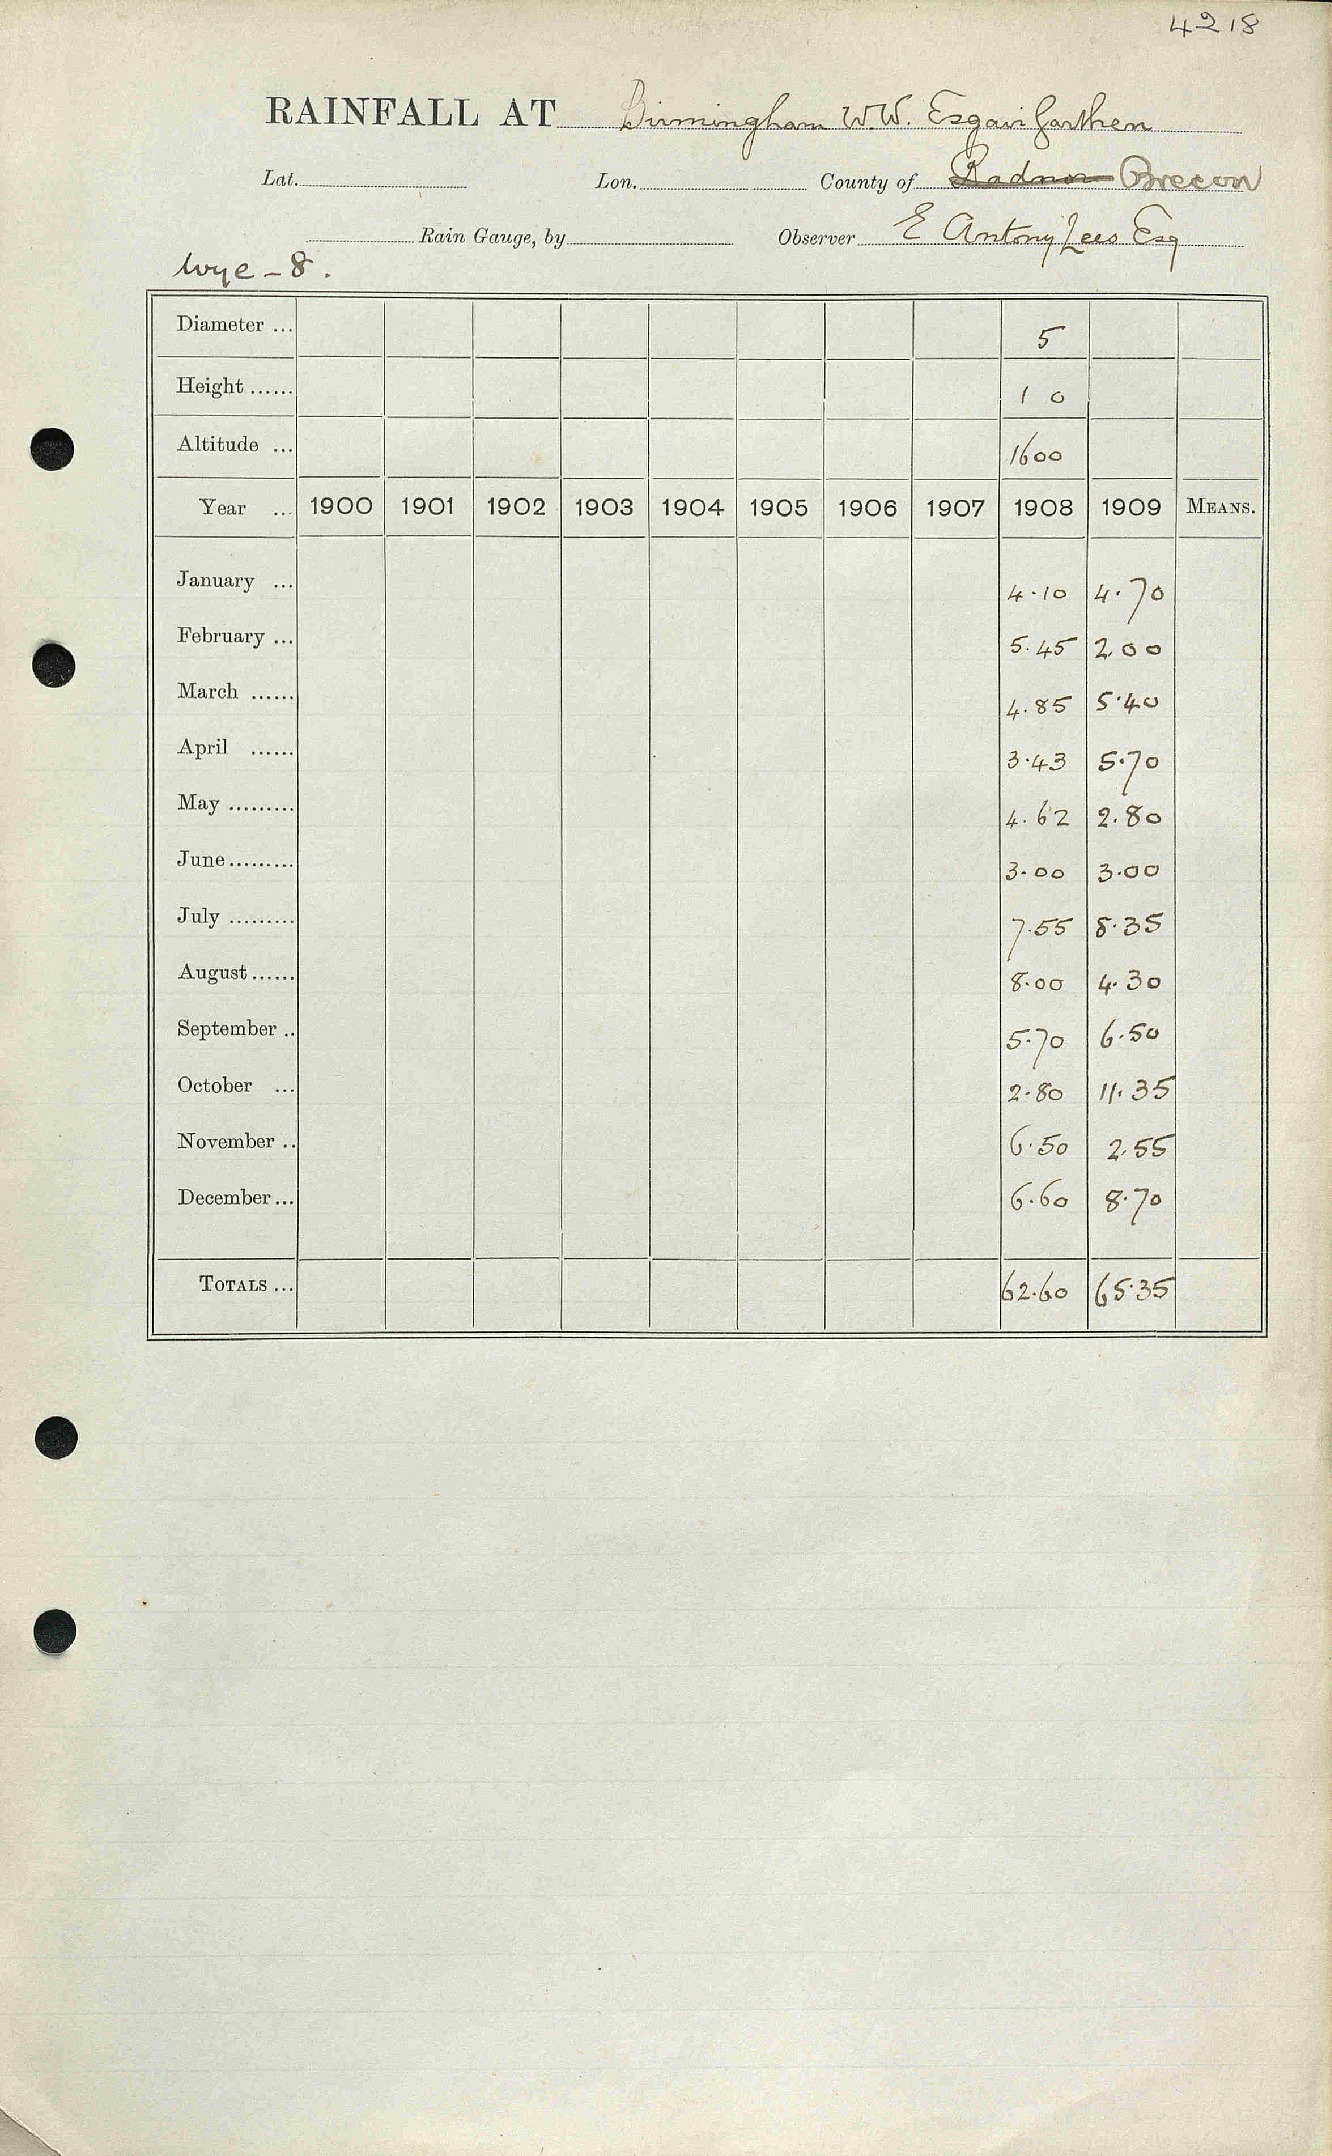 4218
RAINFALL AT Birmingham W.W. Esgair Garthen
Lat. Lon. County of Radnor Brecon
Rain Gauge, by Observer E Antony Lees Esq
Wye - 8.
Diameter ... 5
Height ...... 1 0
Altitude ... 1600
Year ... 1900 1901 1902 1903 1904 1905 1906 1907 1908 1909 MEANS.
January ... 4.10 4.70
February ... 5.45 2 00
March ...... 4.85 5.40
April ...... 3.43 5.70
May ......... 4.62 2.80
June ......... 3.00 3.00
July ......... 7.55 8.35
August ...... 8.00 4.30
September .. 5.70 6.50
October ... 2.80 11.35
November .. 6.50 2.55
December ... 6.60 8.70
TOTALS ... 62.60 65.35